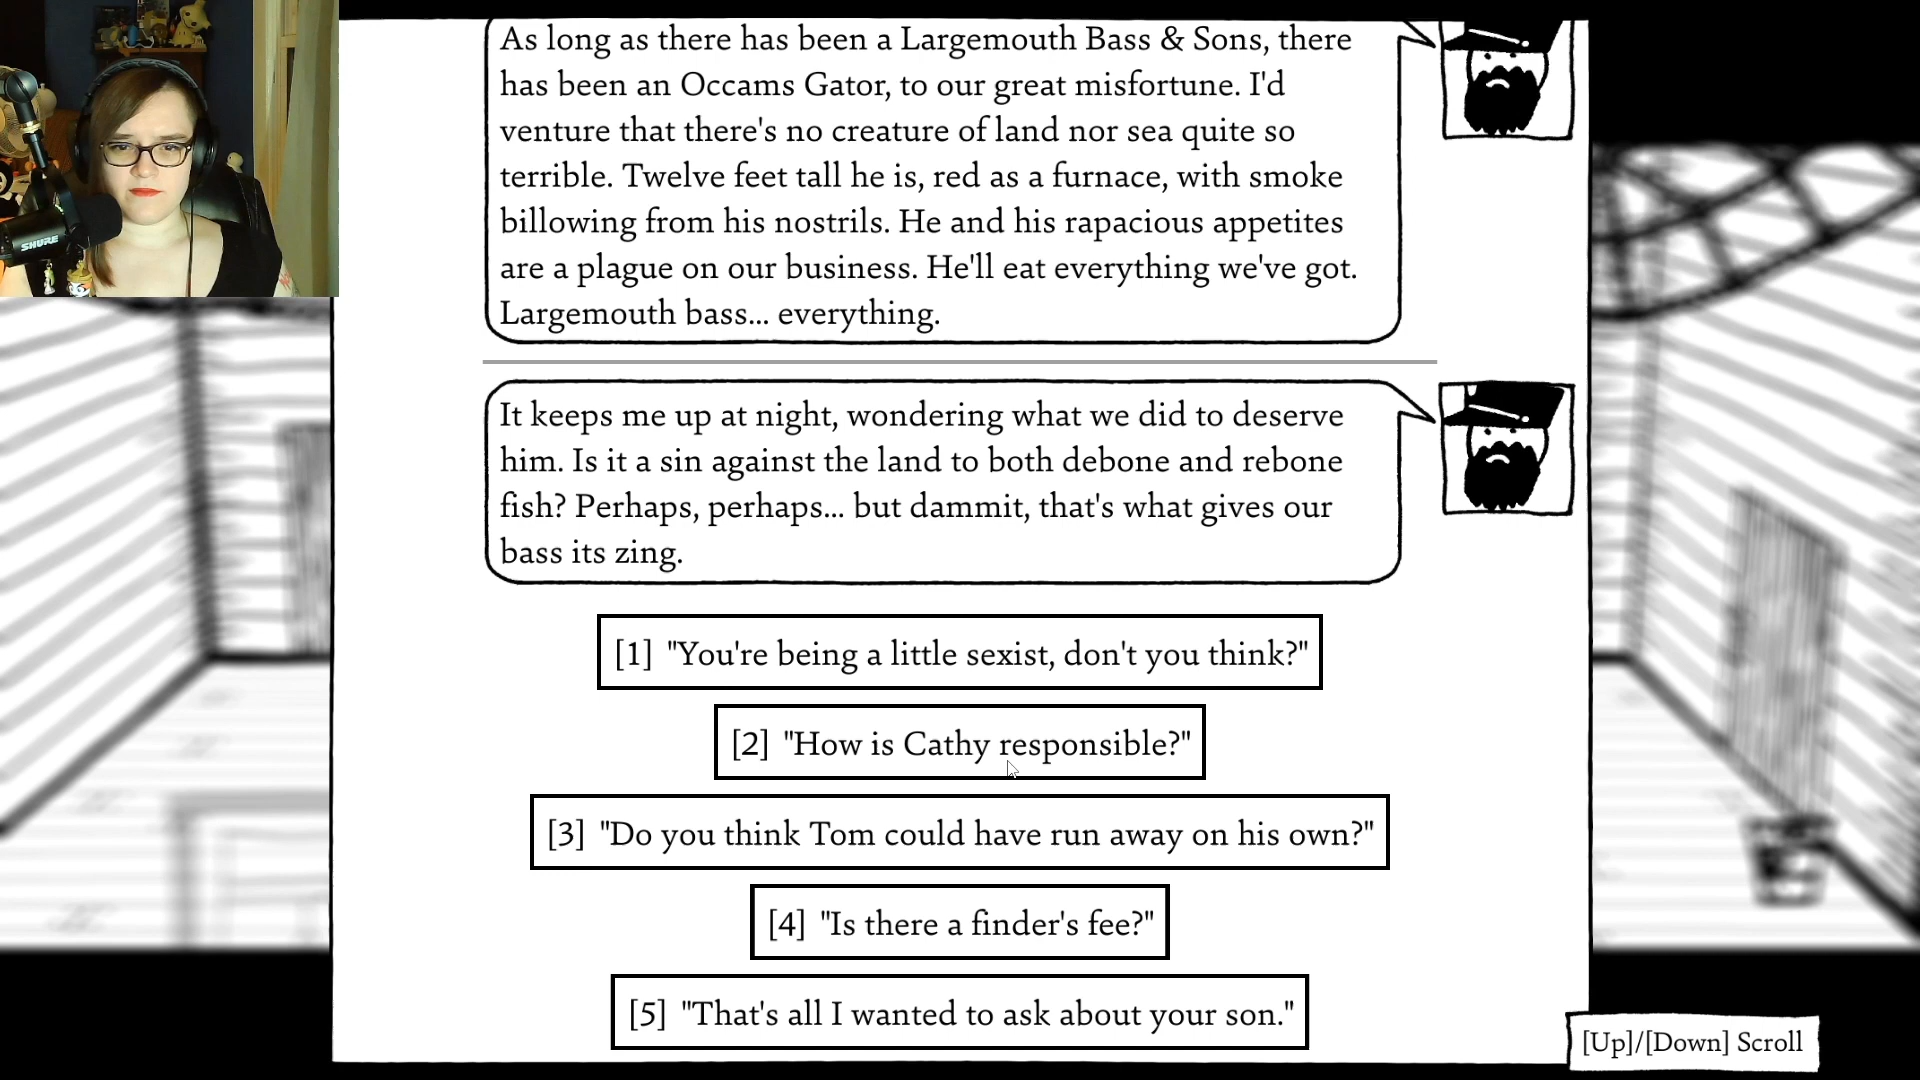 As long as there has been a Largemouth Bass & Sons, there
has been an Occams Gator, to our great misfortune. I'd
venture that there's no creature of land nor sea quite so
terrible. Twelve feet tall he is, red as a furnace, with smoke
billowing from his nostrils. He and his rapacious appetites
are a plague on our business. He'll eat everything we've got.
Largemouth bass... everything.
It keeps me up at night, wondering what we did to deserve
him. Is it a sin against the land to both debone and rebone
fish? Perhaps, perhaps... but dammit, that's what gives our
bass its zing.
[1] "You're being a little sexist, don't you think?"
[2] "How is Cathy responsible?"
[3] "Do you think Tom could have run away on his own?"
[4] "Is there a finder's fee?"
[5] "That's all I wanted to ask about your son."
[Up]/[Down] Scroll
SHURE